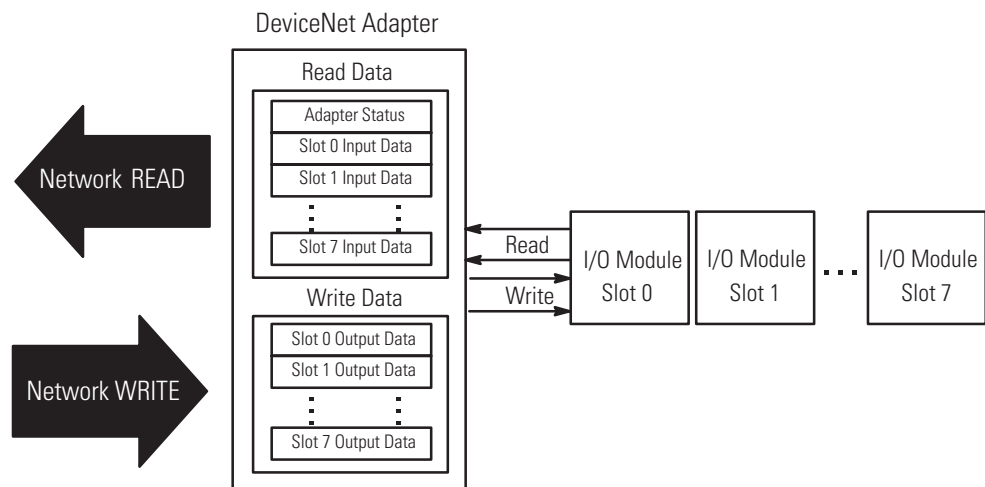 DeviceNet Adapter
Read Data
Adapter Status
Slot 0 Input Data
Slot 1 Input Data
Slot 7 Input Data
Network READ
Read
Write
I/O Module
Slot 0
I/O Module
Slot 1
I/O Module
Slot 7
Write Data
Slot 0 Output Data
Slot 1 Output Data
Slot 7 Output Data
Network WRITE